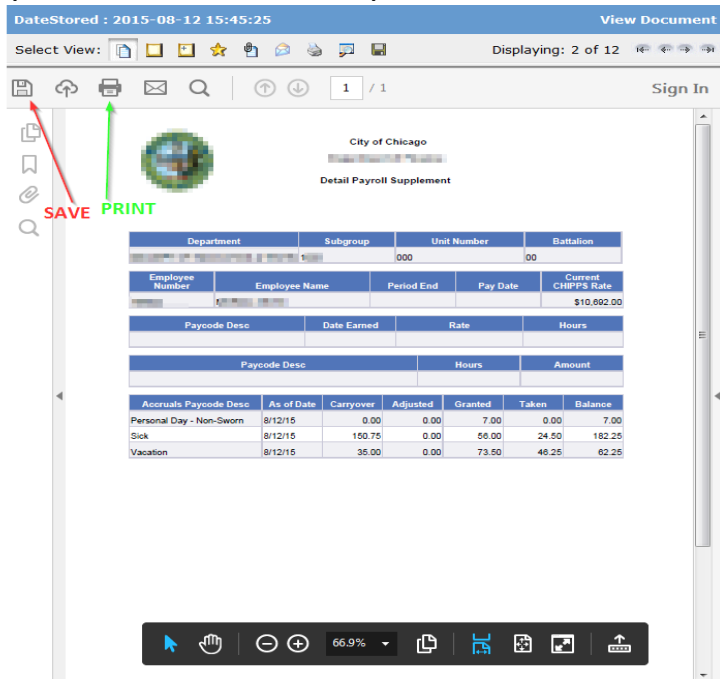 DateStored : 2015-08-12 15:45:25 View Document
Select View: Displaying: 2 of 12
1 / 1 Sign In
City of Chicago
Detail Payroll Supplement
SAVE PRINT
Department Subgroup Unit Number Battalion
000 00
Employee Number Employee Name Period End Pay Date Current CHIPPS Rate
$10,692.00
Paycode Desc Date Earned Rate Hours
Paycode Desc Hours Amount
Accruals Paycode Desc As of Date Carryover Adjusted Granted Taken Balance
Personal Day - Non-Sworn 8/12/15 0.00 0.00 7.00 0.00 7.00
Sick 8/12/15 150.75 0.00 56.00 24.50 182.25
Vacation 8/12/15 35.00 0.00 73.50 46.25 62.25
66.9%